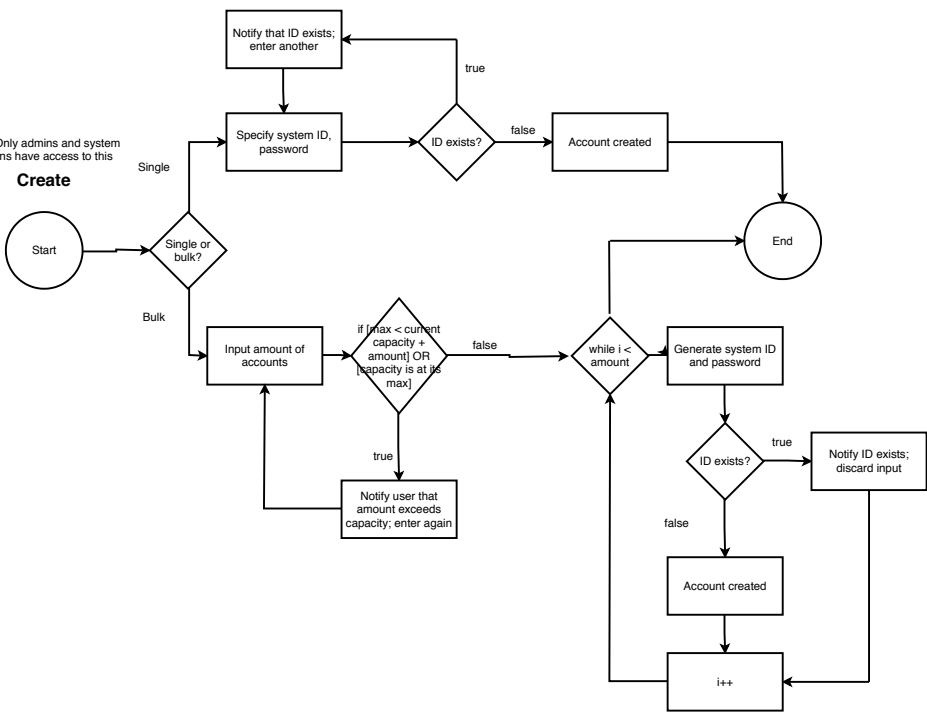 Notify that ID exists;
enter another
true
Only admins and system
ns have access to this
Create
Single
Specify system ID,
password
ID exists?
false
Account created
Start
Single or
bulk?
End
Bulk
Input amount of
accounts
if [max < current
capacity +
amount] OR
[capacity is at its
max]
false
while i <
amount
Generate system ID
and password
true
Notify user that
amount exceeds
capacity; enter again
ID exists?
true
Notify ID exists;
discard input
false
Account created
i++